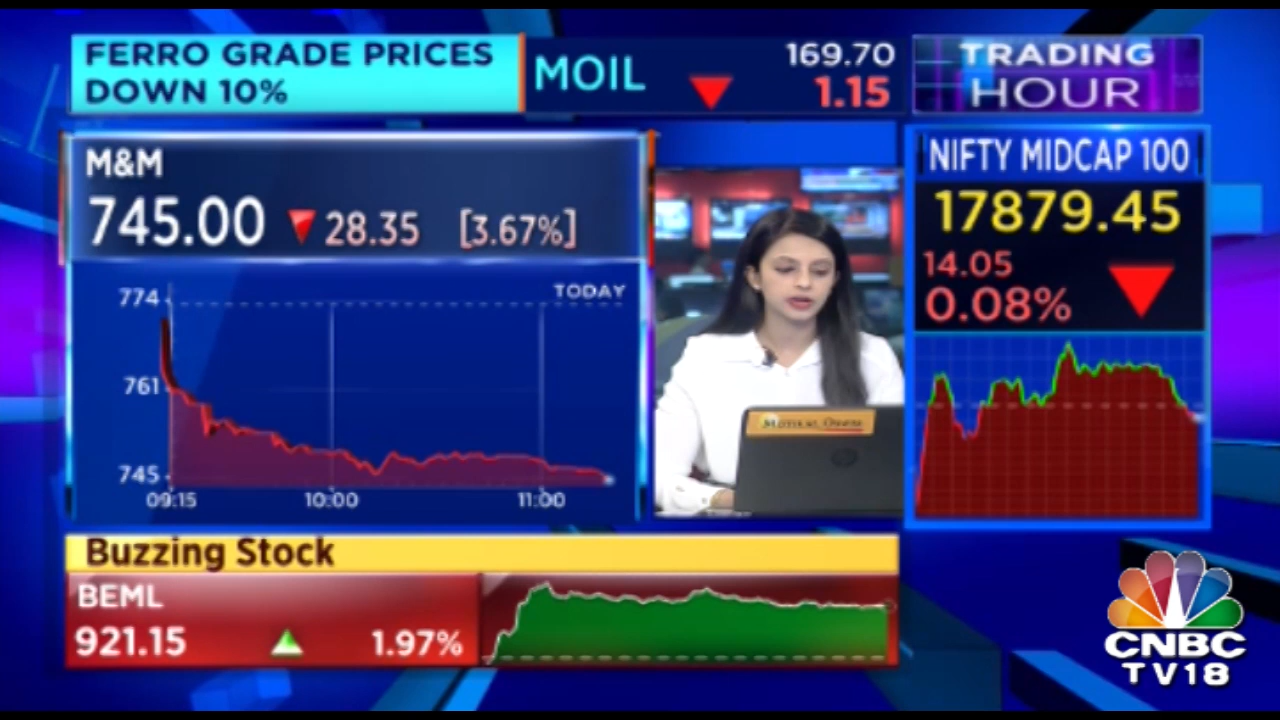 FERRO GRADE PRICES
DOWN 10%
MOIL
169.70
1.15
TRADING
HOUR
M&M
745.00 28.35 [3.67%]
TODAY
774
761
745
09:15 10:00 11:00
NIFTY MIDCAP 100
17879.45
14.05
0.08%
Buzzing Stock
BEML
921.15 1.97%
CNBC
TV18